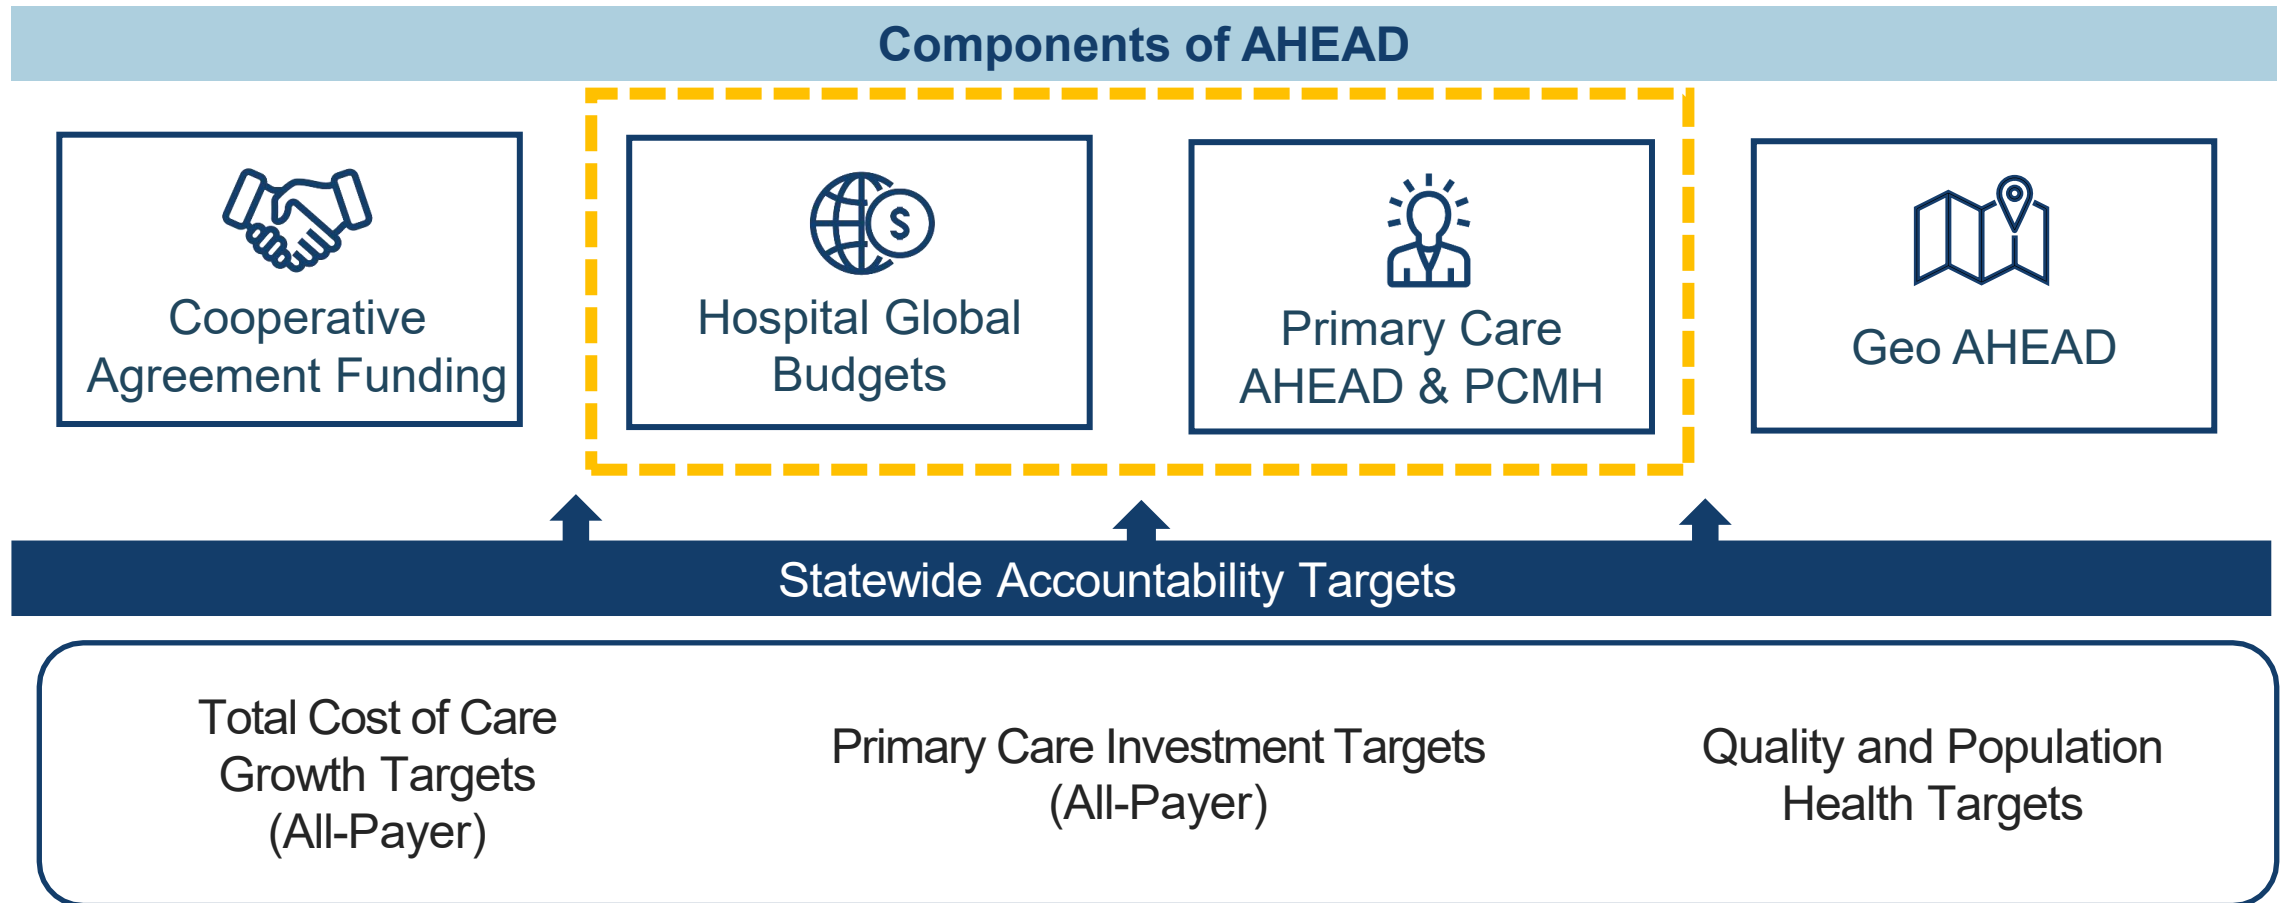 Components of AHEAD
Cooperative
Agreement Funding
$
Hospital Global
Budgets
Primary Care
AHEAD & PCMH
Geo AHEAD
Statewide Accountability Targets
Total Cost of Care
Growth Targets
(All-Payer)
Primary Care Investment Targets
(All-Payer)
Quality and Population
Health Targets